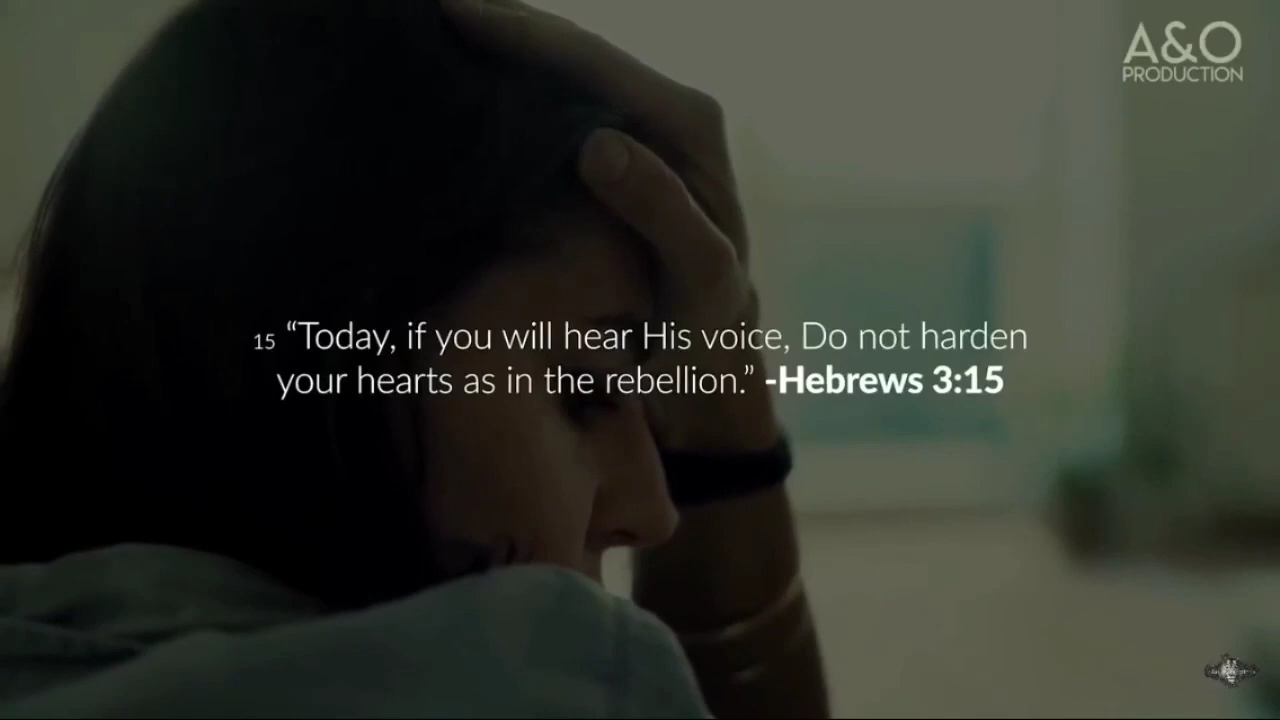 A&O
PRODUCTION
15 “Today, if you will hear His voice, Do not harden
your hearts as in the rebellion.” -Hebrews 3:15